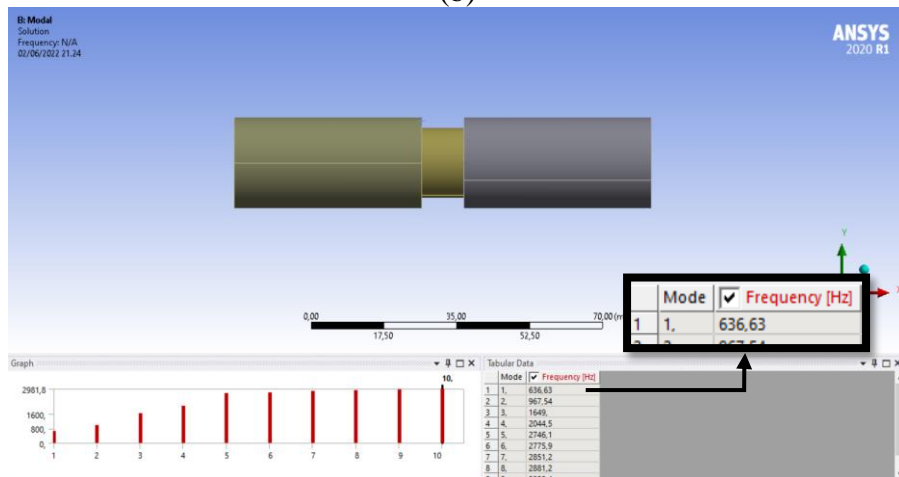 B: Modal
Solution
Frequency: N/A
02/06/2022 21.24
ANSYS
2020 R1
Y
X
0,00
35,00
70,00 (m
17,50
52,50
Mode Frequency [Hz]
1 1, 636,63
967,54
Graph
Tabular Data
10,
2981,8
1600,
800,
0,
1 2 3 4 5 6 7 8 9 10
Mode Frequency [Hz]
1 1, 636,63
2 2, 967,54
3 3, 1649,
4 4, 2044,5
5 5, 2746,1
6 6, 2775,9
7 7, 2851,2
8 8, 2881,2